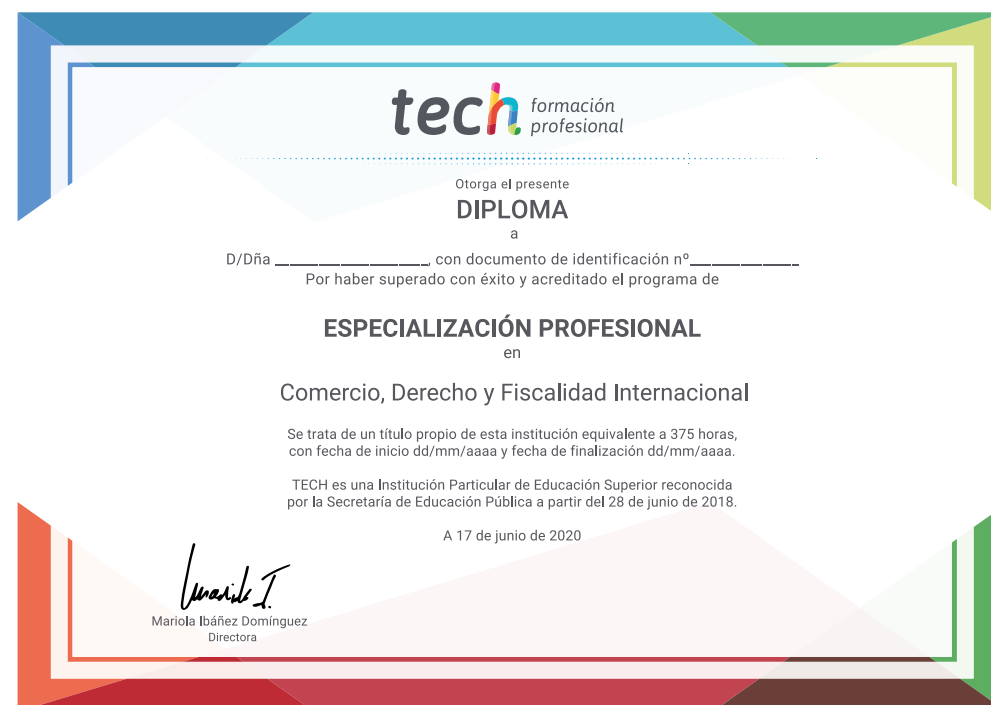 tech formación
profesional
Otorga el presente
DIPLOMA
a
D/Dña ____________________, con documento de identificación nº______________
Por haber superado con éxito y acreditado el programa de
ESPECIALIZACIÓN PROFESIONAL
en
Comercio, Derecho y Fiscalidad Internacional
Se trata de un título propio de esta institución equivalente a 375 horas,
con fecha de inicio dd/mm/aaaa y fecha de finalización dd/mm/aaaa.
TECH es una Institución Particular de Educación Superior reconocida
por la Secretaría de Educación Pública a partir del 28 de junio de 2018.
A 17 de junio de 2020
Mariola Ibáñez Domínguez
Directora